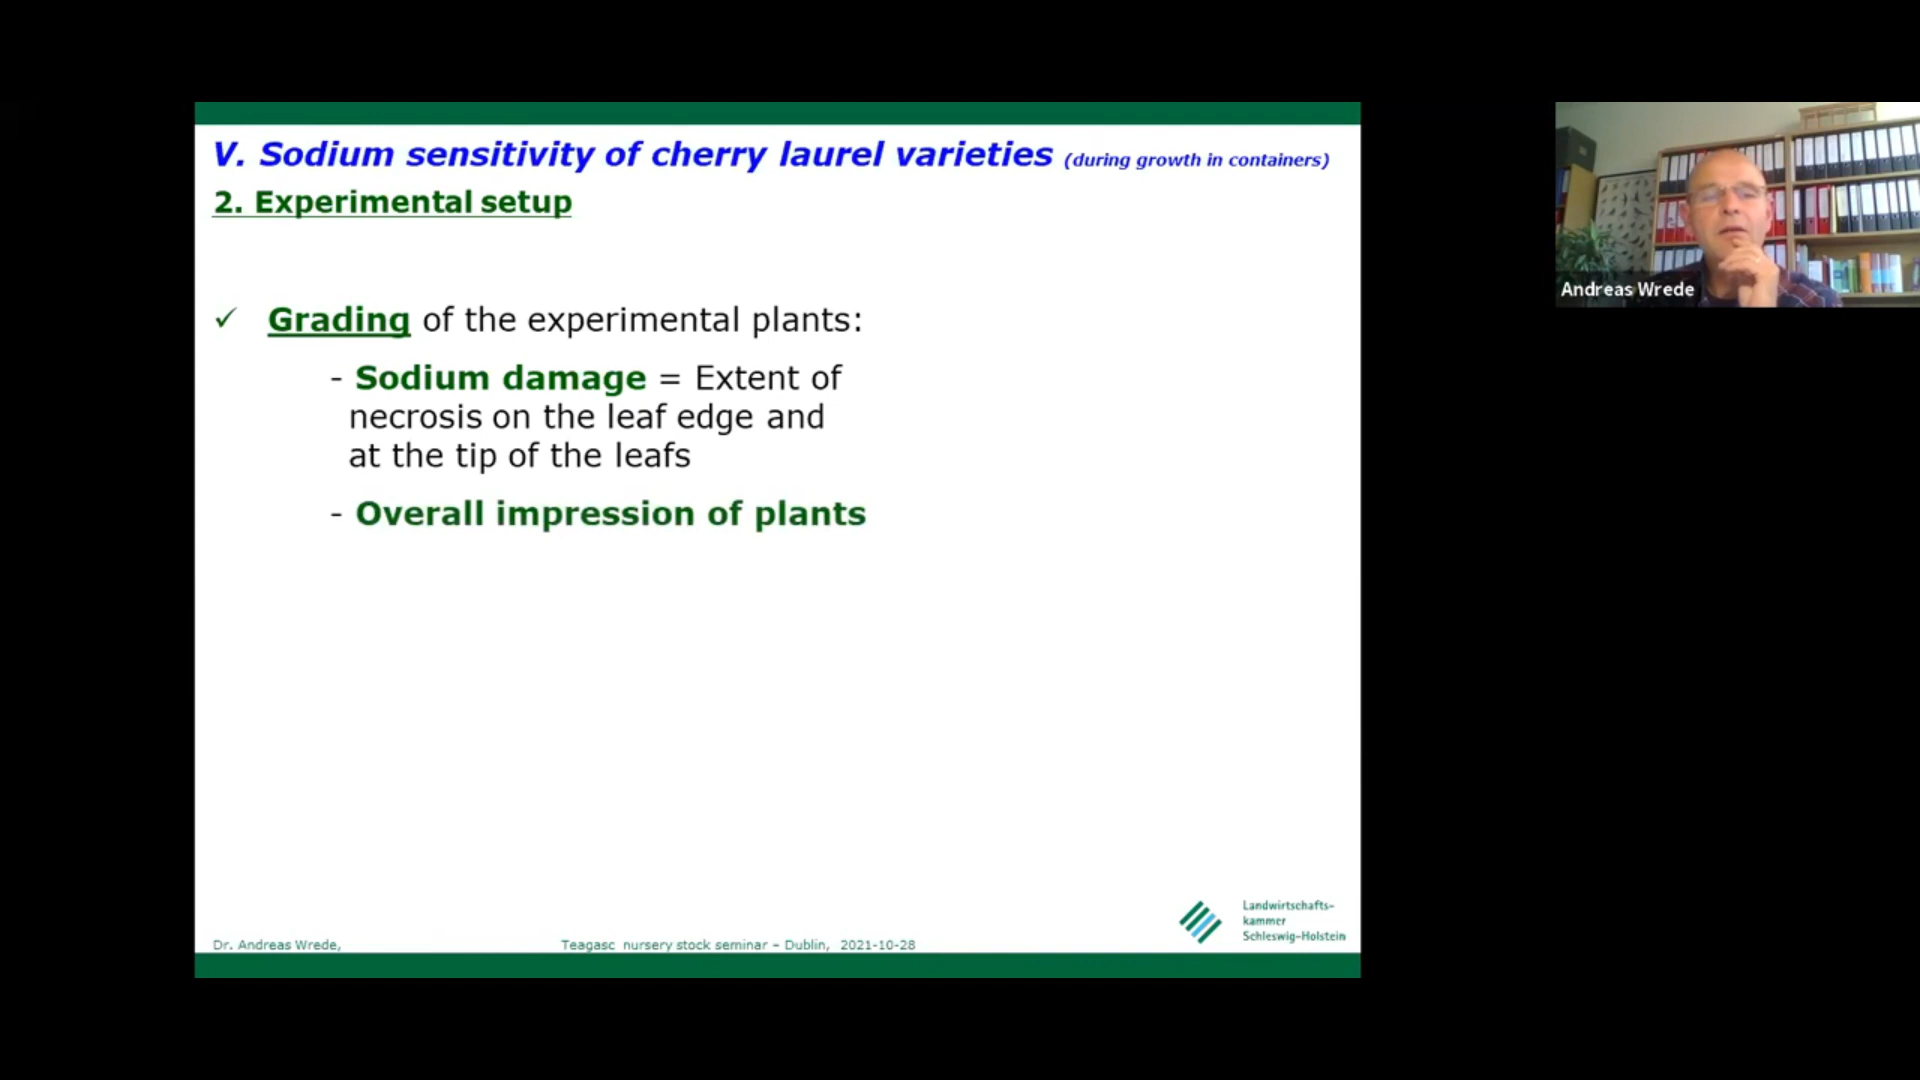 V. Sodium sensitivity of cherry laurel varieties (during growth in containers)
2. Experimental setup
✓ Grading of the experimental plants:
- Sodium damage = Extent of
necrosis on the leaf edge and
at the tip of the leafs
- Overall impression of plants
Andreas Wrede
Landwirtschafts-
kammer
Schleswig-Holstein
Dr. Andreas Wrede, Teagasc nursery stock seminar – Dublin, 2021-10-28